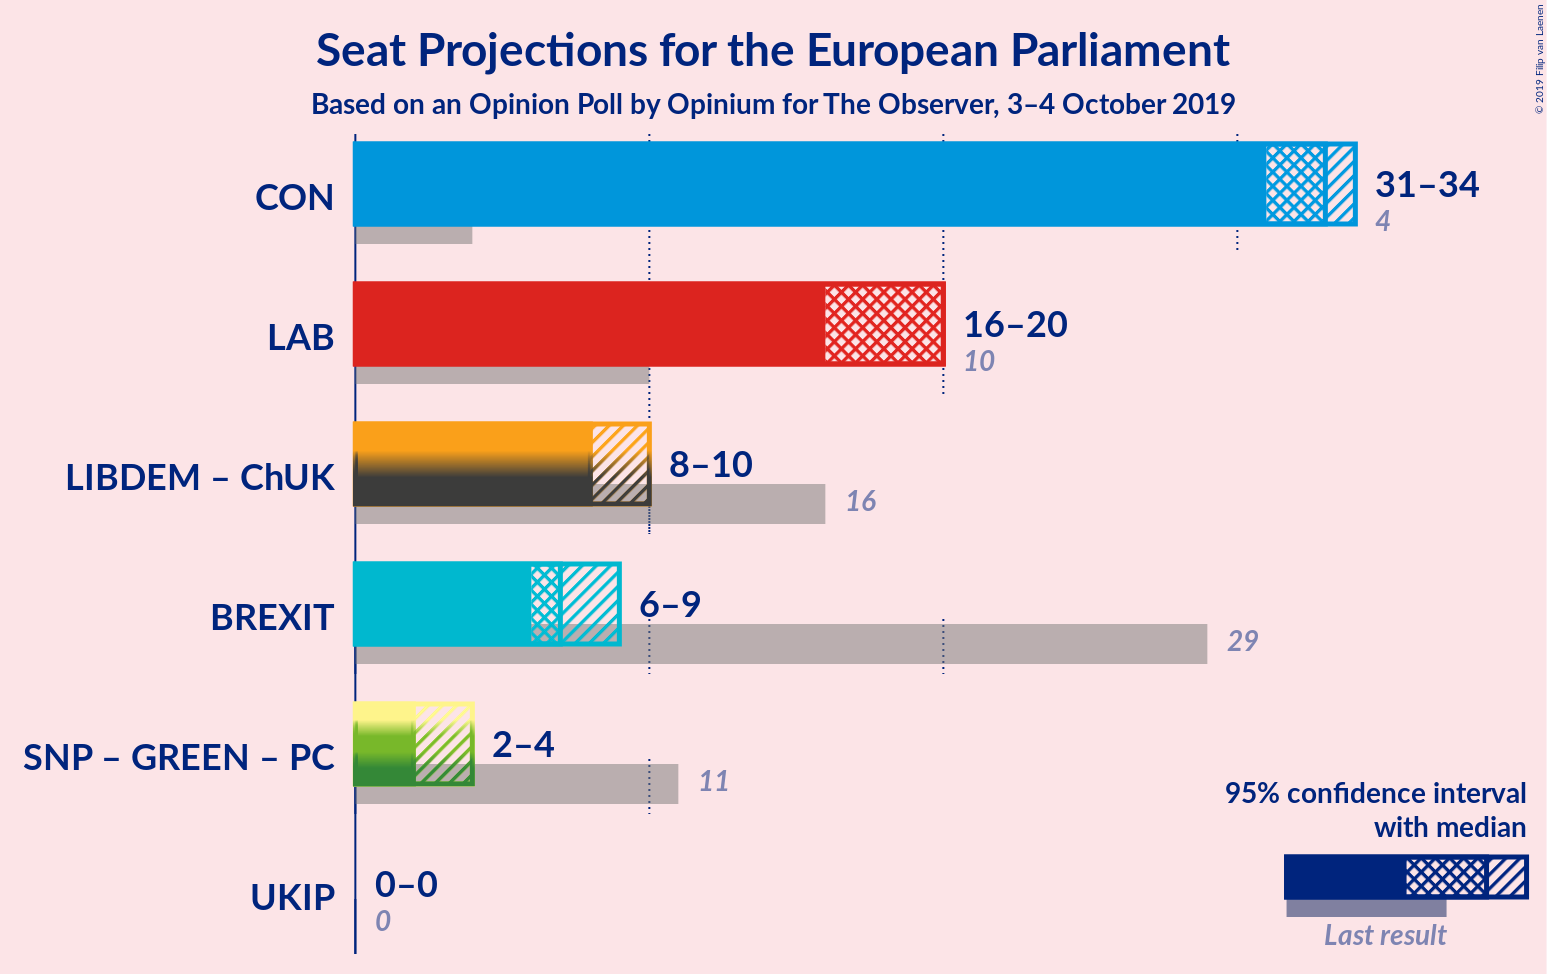 Seat Projections for the European Parliament
Based on an Opinion Poll by Opinium for The Observer, 3–4 October 2019
© 2019 Filip van Laenen
CON
31–34
4
LAB
16–20
10
LIBDEM – ChUK
8–10
16
BREXIT
6–9
29
SNP – GREEN – PC
2–4
11
UKIP
0–0
0
95% confidence interval
with median
Last result